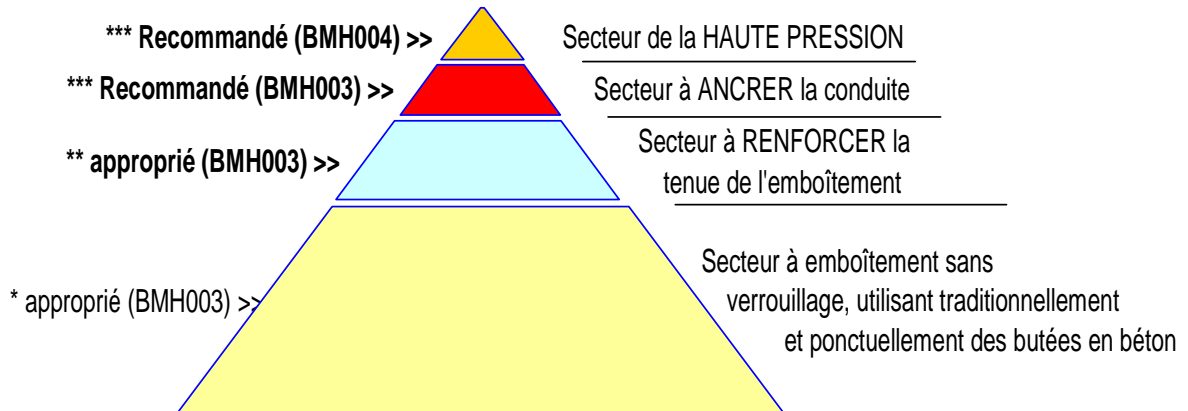 *** Recommandé (BMH004) >>
Secteur de la HAUTE PRESSION
*** Recommandé (BMH003) >>
Secteur à ANCRER la conduite
** approprié (BMH003) >>
Secteur à RENFORCER la
tenue de l'emboîtement
* approprié (BMH003) >>
Secteur à emboîtement sans
verrouillage, utilisant traditionnellement
et ponctuellement des butées en béton